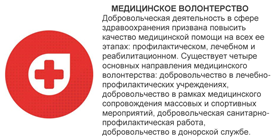 МЕДИЦИНСКОЕ ВОЛОНТЕРСТВО
Добровольческая деятельность в сфере
здравоохранения призвана повысить
качество медицинской помощи на всех ее
этапах: профилактическом, лечебном и
реабилитационном. Существует четыре
основных направления медицинского
волонтерства: добровольчество в лечебно-
профилактических учреждениях,
добровольчество в рамках медицинского
сопровождения массовых и спортивных
мероприятий, добровольческая санитарно-
профилактическая работа,
добровольчество в донорской службе.